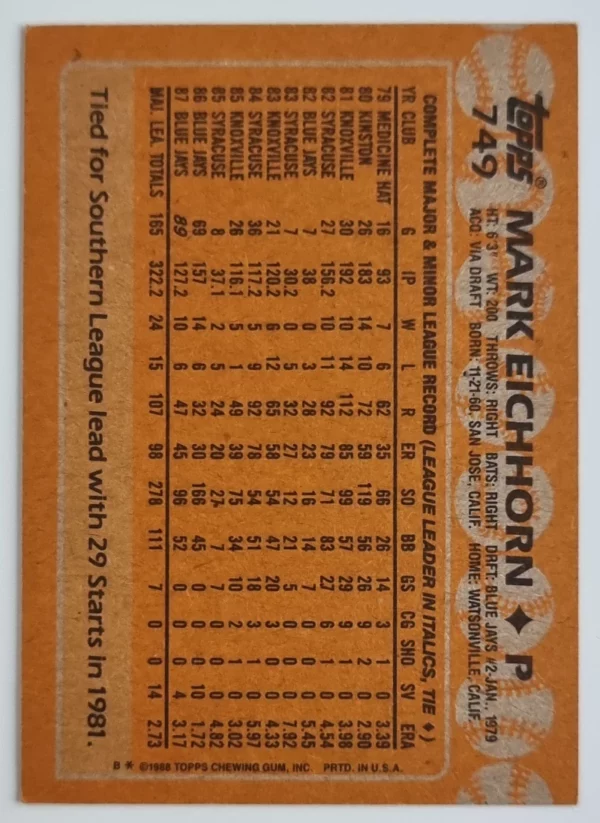 topps®
749 MARK EICHHORN ♦ P
HT: 6'3" WT: 200 THROWS: RIGHT BATS: RIGHT DRFT: BLUE JAYS #2-JAN., 1979
ACQ: VIA DRAFT BORN: 11-21-60, SAN JOSE, CALIF. HOME: WATSONVILLE, CALIF.
COMPLETE MAJOR & MINOR LEAGUE RECORD (LEAGUE LEADER IN ITALICS, TIE ♦)
YR CLUB G IP W L R ER SO BB GS CG SHO SV ERA
79 MEDICINE HAT 16 93 7 6 62 35 66 26 14 3 1 0 3.39
80 KINSTON 26 183 14 10 72 59 119 56 26 9 2 0 2.90
81 KNOXVILLE 30 192 10 14 112 85 99 57 29 9 1 0 3.98
82 SYRACUSE 27 156.2 10 11 92 79 71 83 27 6 1 0 4.54
82 BLUE JAYS 7 38 0 3 28 23 16 14 7 0 0 0 5.45
83 SYRACUSE 7 30.2 0 5 32 27 12 21 5 0 0 0 7.92
83 KNOXVILLE 21 120.2 6 12 65 58 54 47 20 3 0 0 4.33
84 SYRACUSE 36 117.2 5 9 92 78 54 51 18 3 1 0 5.97
85 KNOXVILLE 26 116.1 5 1 49 39 75 34 10 2 1 0 3.02
85 SYRACUSE 8 37.1 2 5 24 20 27 7 7 0 0 0 4.82
86 BLUE JAYS 69 157 14 6 32 30 166 45 0 0 0 10 1.72
87 BLUE JAYS 89 127.2 10 6 47 45 96 52 0 0 0 4 3.17
MAJ. LEA. TOTALS 165 322.2 24 15 107 98 278 111 7 0 0 14 2.73
B * ©1988 TOPPS CHEWING GUM, INC. PRTD. IN U.S.A.
Tied for Southern League lead with 29 Starts in 1981.